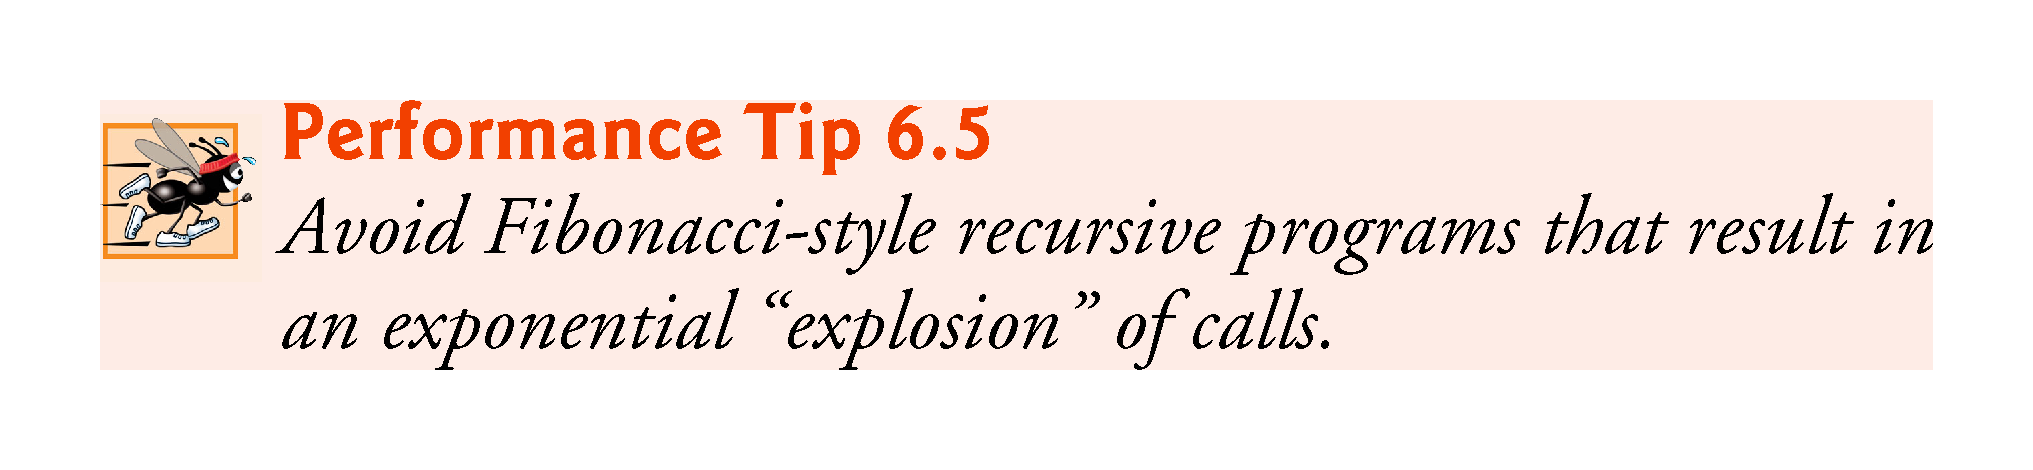 Performance Tip 6.5
Avoid Fibonacci-style recursive programs that result in
an exponential “explosion” of calls.